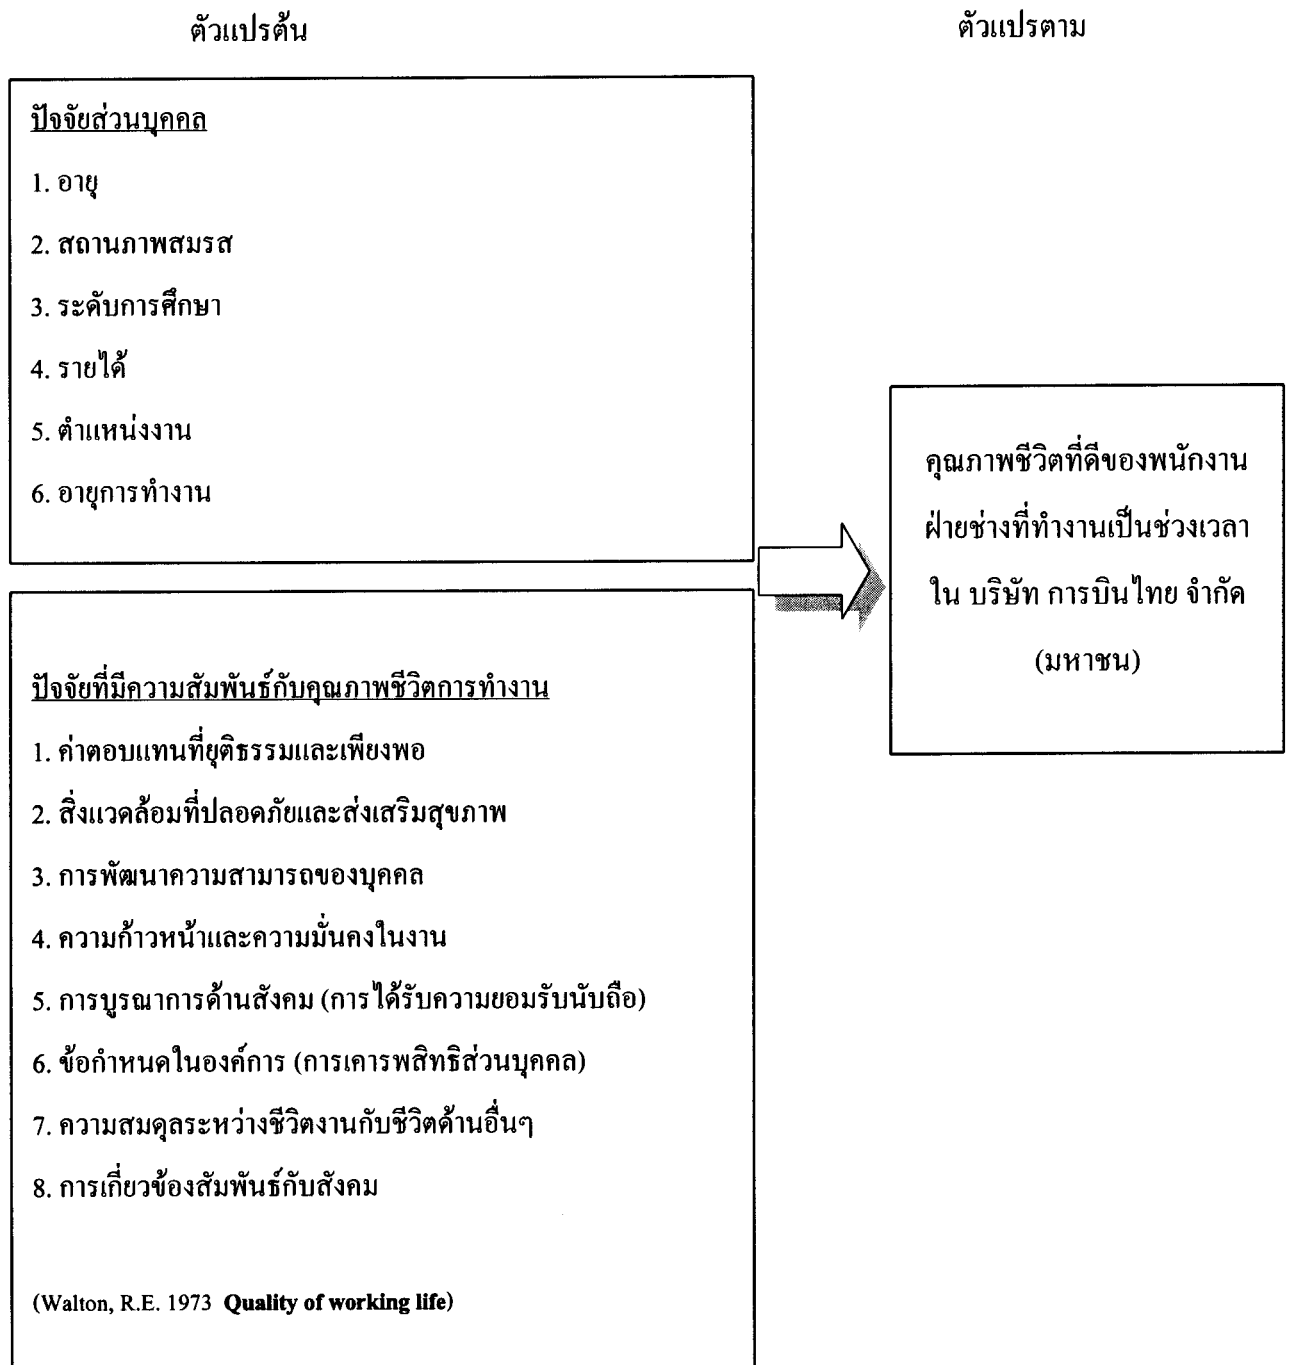 ตัวแปรต้น
ตัวแปรตาม
ปัจจัยส่วนบุคคล
1. อายุ
2. สถานภาพสมรส
3. ระดับการศึกษา
4. รายได้
5. ตำแหน่งงาน
6. อายุการทำงาน
คุณภาพชีวิตที่ดีของพนักงาน
ฝ่ายช่างที่ทำงานเป็นช่วงเวลา
ใน บริษัท การบินไทย จำกัด
(มหาชน)
ปัจจัยที่มีความสัมพันธ์กับคุณภาพชีวิตการทำงาน
1. ค่าตอบแทนที่ยุติธรรมและเพียงพอ
2. สิ่งแวดล้อมที่ปลอดภัยและส่งเสริมสุขภาพ
3. การพัฒนาความสามารถของบุคคล
4. ความก้าวหน้าและความมั่นคงในงาน
5. การบูรณาการด้านสังคม (การได้รับความยอมรับนับถือ)
6. ข้อกำหนดในองค์การ (การเคารพสิทธิส่วนบุคคล)
7. ความสมดุลระหว่างชีวิตงานกับชีวิตด้านอื่นๆ
8. การเกี่ยวข้องสัมพันธ์กับสังคม
(Walton, R.E. 1973 Quality of working life)